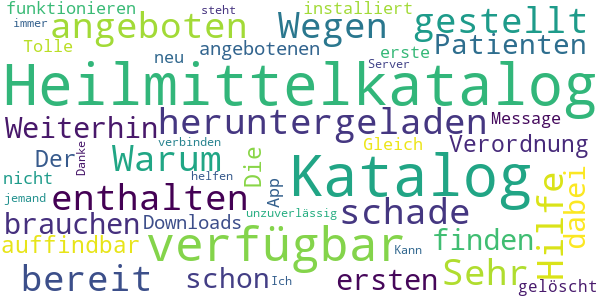 funktionieren steht installiert
immer angeboten Wegen gestellt
Tolle neu angebotenen erste Patienten
Server
Heilmittelkatalog
Weiterhin heruntergeladen Message
Der Danke verbinden Warum Gleich Verordnung
nicht helfen Die App Katalog Hilfe dabei
jemand enthalten schade
brauchen Downloads unzuverlässig
auffindbar verfügbar Kann finden
bereit schon Ich ersten Sehr gelöscht